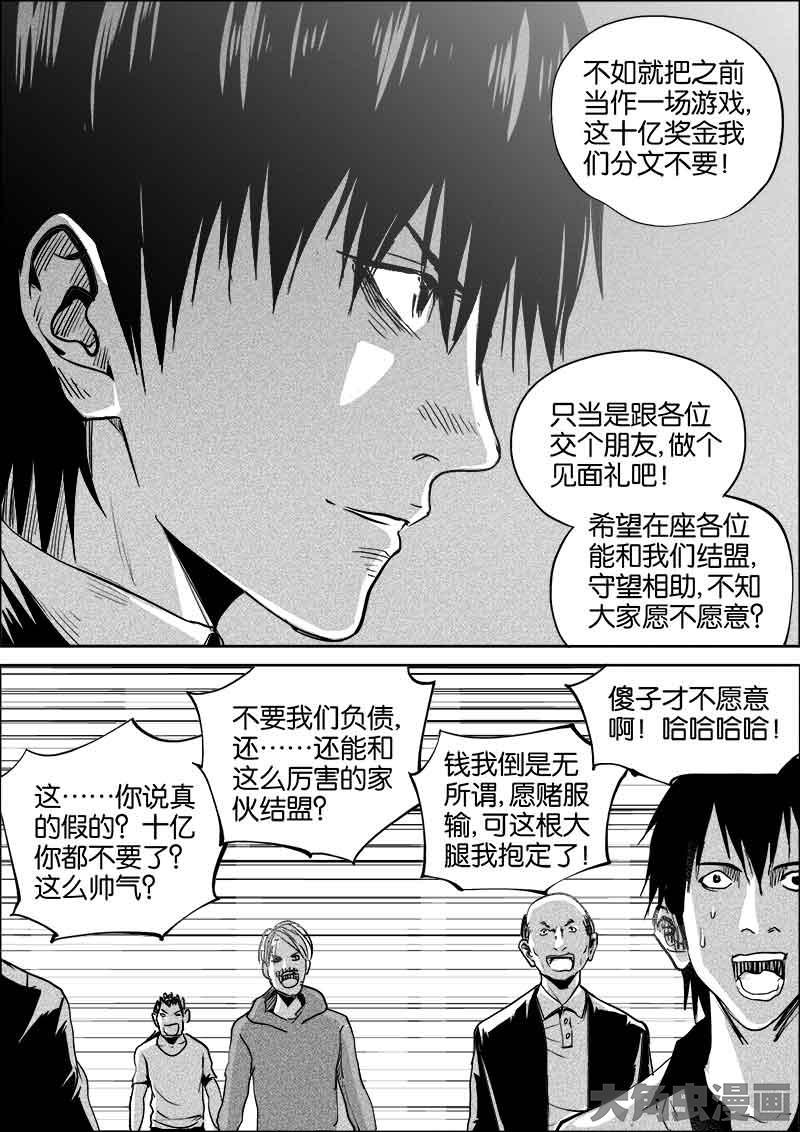 不如就把之前
当作一场游戏,
这十亿奖金我
们分文不要！
只当是跟各位
交个朋友,做个
见面礼吧！
希望在座各位
能和我们结盟,
守望相助,不知
大家愿不愿意？
傻子才不愿意
啊！哈哈哈哈！
钱我倒是无
所谓,愿赌服
输,可这根大
腿我抱定了！
不要我们负债,
还……还能和
这么厉害的家
伙结盟？
这……你说真
的假的？十亿
你都不要了？
这么帅气？
大角虫漫画